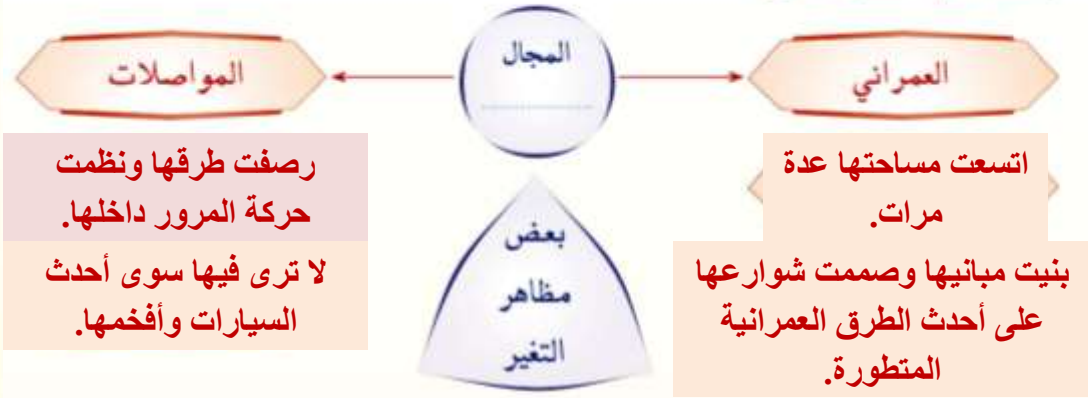 العمراني
المجال
المواصلات
اتسعت مساحتها عدة
مرات.
بنيت مبانيها وصممت شوارعها
على أحدث الطرق العمرانية
المتطورة.
بعض
مظاهر
التغير
رصفت طرقها ونظمت
حركة المرور داخلها.
لا ترى فيها سوى أحدث
السيارات وأفخمها.